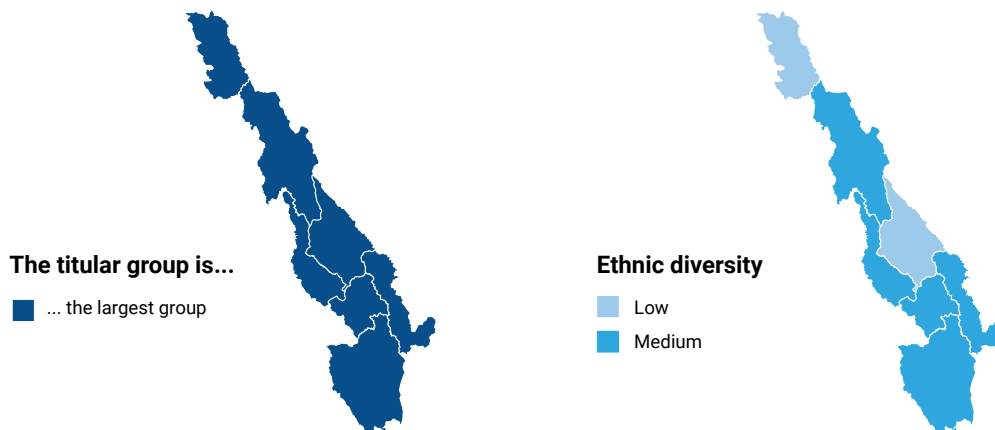 The titular group is...
... the largest group
Ethnic diversity
Low
Medium